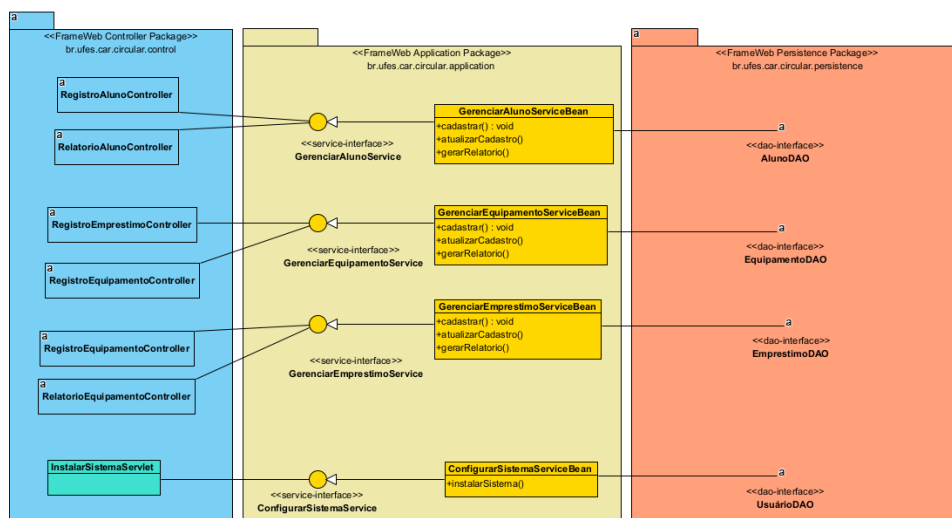 a
<<FrameWeb Controller Package>>
br.ufes.car.circular.control
a
RegistroAlunoController
a
RelatorioAlunoController
a
RegistroEmprestimoController
a
RegistroEquipamentoController
a
RegistroEquipamentoController
a
RelatorioEquipamentoController
InstalarSistemaServlet
<<FrameWeb Application Package>>
br.ufes.car.circular.application
<<service-interface>>
GerenciarAlunoService
GerenciarAlunoServiceBean
+cadastrar() : void
+atualizarCadastro()
+gerarRelatorio()
<<service-interface>>
GerenciarEquipamentoService
GerenciarEquipamentoServiceBean
+cadastrar() : void
+atualizarCadastro()
+gerarRelatorio()
<<service-interface>>
GerenciarEmprestimoService
GerenciarEmprestimoServiceBean
+cadastrar() : void
+atualizarCadastro()
+gerarRelatorio()
<<service-interface>>
ConfigurarSistemaService
ConfigurarSistemaServiceBean
+instalarSistema()
a
<<FrameWeb Persistence Package>>
br.ufes.car.circular.persistence
a
<<dao-interface>>
AlunoDAO
a
<<dao-interface>>
EquipamentoDAO
a
<<dao-interface>>
EmprestimoDAO
a
<<dao-interface>>
UsuárioDAO